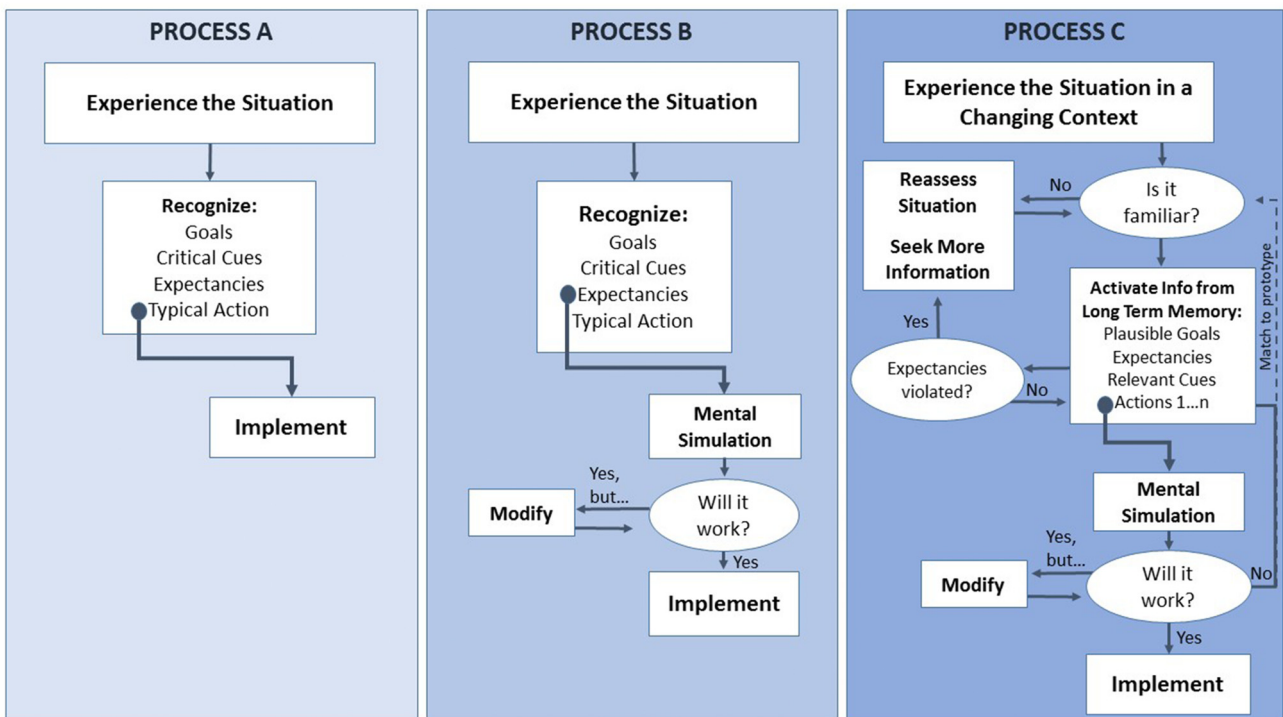 PROCESS A
Experience the Situation
Recognize:
Goals
Critical Cues
Expectancies
Typical Action
Implement
PROCESS B
Experience the Situation
Recognize:
Goals
Critical Cues
Expectancies
Typical Action
Mental
Simulation
Yes,
but...
Modify
Will it
work?
Yes
Implement
PROCESS C
Experience the Situation in a
Changing Context
Reassess
Situation
Seek More
Information
No
Is it
familiar?
Match to prototype
Activate Info from
Long Term Memory:
Plausible Goals
Expectancies
Relevant Cues
Actions 1...n
Yes
Expectancies
violated?
No
Mental
Simulation
Yes,
but...
Modify
Will it
work?
No
Yes
Implement